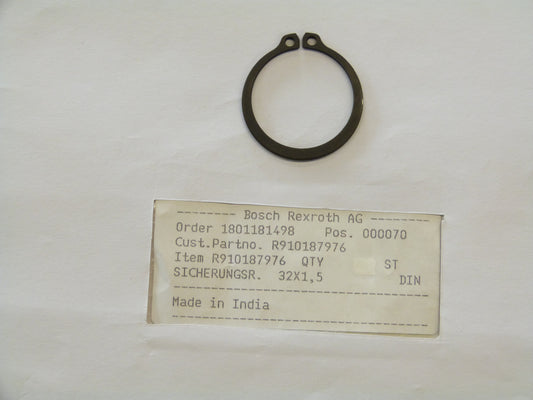 --------- Bosch Rexroth AG ---------
Order 1801181498 Pos. 000070
Cust.Partno. R910187976
Item R910187976 QTY ST
SICHERUNGSR. 32X1,5 DIN
Made in India